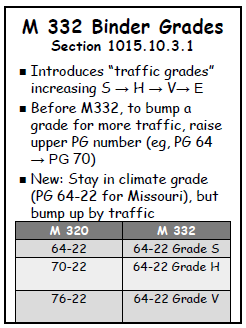 M 332 Binder Grades
Section 1015.10.3.1
▪ Introduces “traffic grades”
increasing S → H → V→ E
▪ Before M332, to bump a
grade for more traffic, raise
upper PG number (eg, PG 64
→ PG 70)
▪ New: Stay in climate grade
(PG 64-22 for Missouri), but
bump up by traffic
M 320 M 332
64-22 64-22 Grade S
70-22 64-22 Grade H
76-22 64-22 Grade V